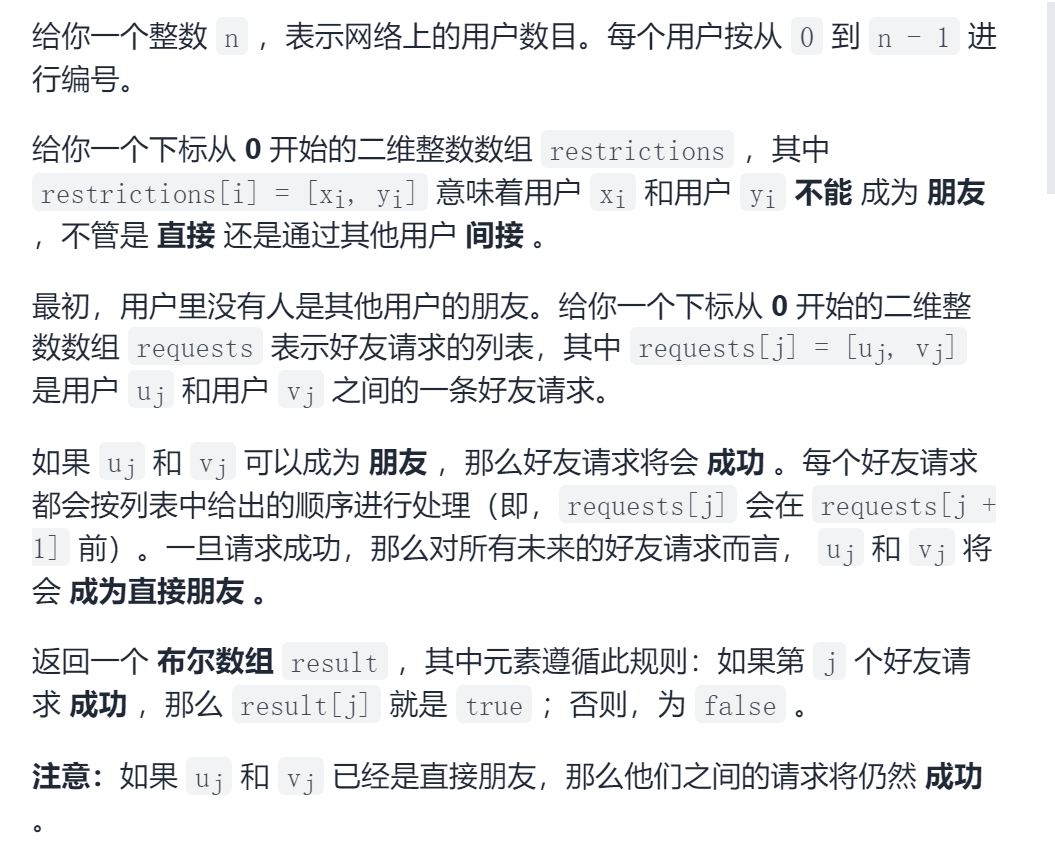 给你一个整数 n ，表示网络上的用户数目。每个用户按从 0 到 n - 1 进
行编号。
给你一个下标从 0 开始的二维整数数组 restrictions ，其中
restrictions[i] = [xi, yi] 意味着用户 xi 和用户 yi 不能 成为 朋友
，不管是 直接 还是通过其他用户 间接 。
最初，用户里没有人是其他用户的朋友。给你一个下标从 0 开始的二维整
数数组 requests 表示好友请求的列表，其中 requests[j] = [uj, vj]
是用户 uj 和用户 vj 之间的一条好友请求。
如果 uj 和 vj 可以成为 朋友 ，那么好友请求将会 成功 。每个好友请求
都会按列表中给出的顺序进行处理（即， requests[j] 会在 requests[j +
1] 前）。一旦请求成功，那么对所有未来的好友请求而言， uj 和 vj 将
会 成为直接朋友 。
返回一个 布尔数组 result ，其中元素遵循此规则：如果第 j 个好友请
求 成功 ，那么 result[j] 就是 true ；否则，为 false 。
注意：如果 uj 和 vj 已经是直接朋友，那么他们之间的请求将仍然 成功
。